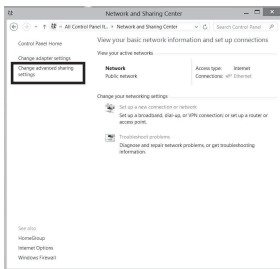 Network and Sharing Center
« All Control Panel It... › Network and Sharing Center
Search Control Panel
Control Panel Home
Change adapter settings
Change advanced sharing
settings
View your basic network information and set up connections
View your active networks
Network
Public network
Access type: Internet
Connections: Ethernet
Change your networking settings
Set up a new connection or network
Set up a broadband, dial-up, or VPN connection; or set up a router or
access point.
Troubleshoot problems
Diagnose and repair network problems, or get troubleshooting
information.
See also
HomeGroup
Internet Options
Windows Firewall